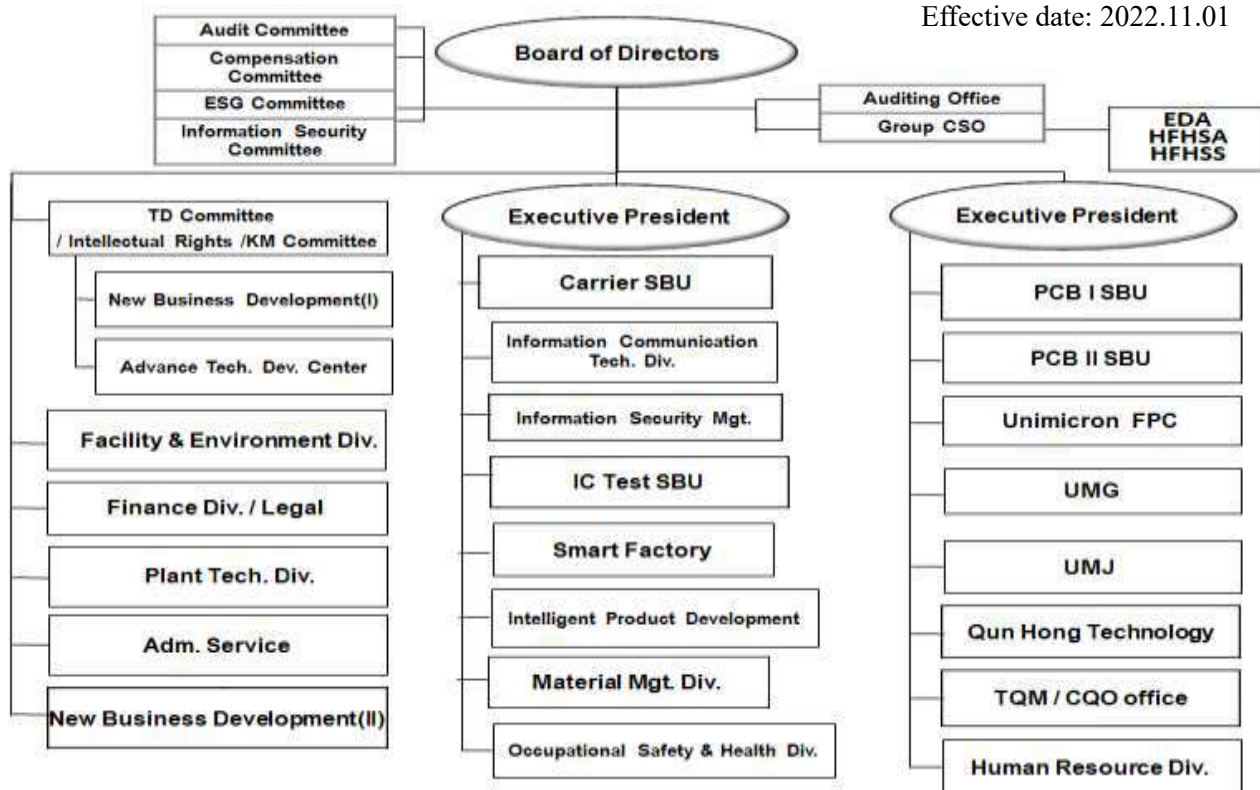 Effective date: 2022.11.01
Audit Committee
Compensation
Committee
ESG Committee
Information Security
Committee
Board of Directors
Auditing Office
Group CSO
EDA
HFHSA
HFHSS
TD Committee
/ Intellectual Rights /KM Committee
New Business Development(I)
Advance Tech. Dev. Center
Facility & Environment Div.
Finance Div. / Legal
Plant Tech. Div.
Adm. Service
New Business Development(II)
Executive President
Carrier SBU
Information Communication
Tech. Div.
Information Security Mgt.
IC Test SBU
Smart Factory
Intelligent Product Development
Material Mgt. Div.
Occupational Safety & Health Div.
Executive President
PCB I SBU
PCB II SBU
Unimicron FPC
UMG
UMJ
Qun Hong Technology
TQM / CQO office
Human Resource Div.